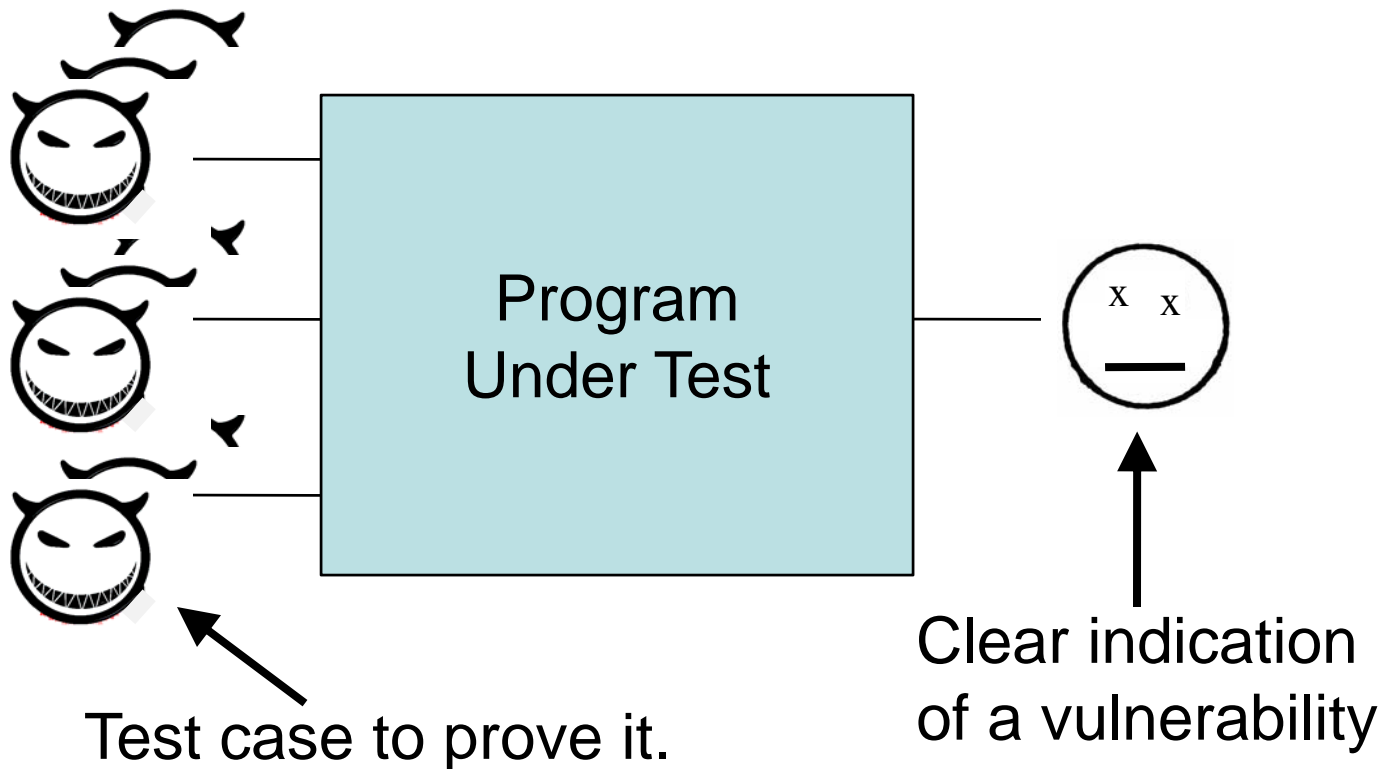 Program
Under Test
x x
Clear indication
of a vulnerability
Test case to prove it.